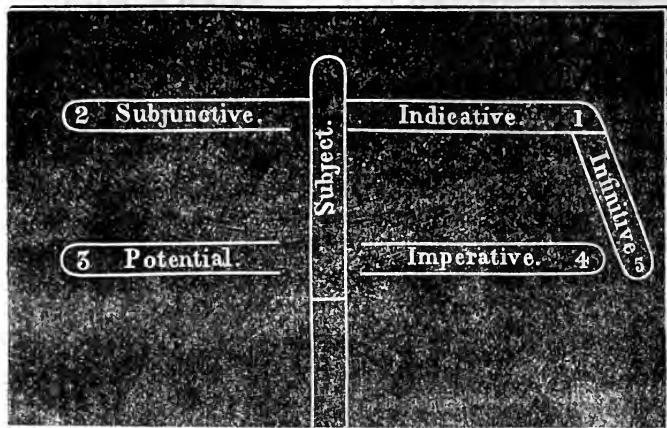 2 Subjunctive.
Subject.
Indicative. 1
Infinitive 5
3 Potential.
Imperative. 4